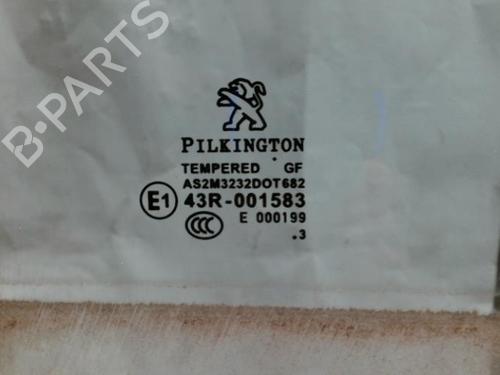 B-PARTS
PILKINGTON
TEMPERED GF
AS2M3232DOT682
E1 43R-001583
CCC E 000199
.3